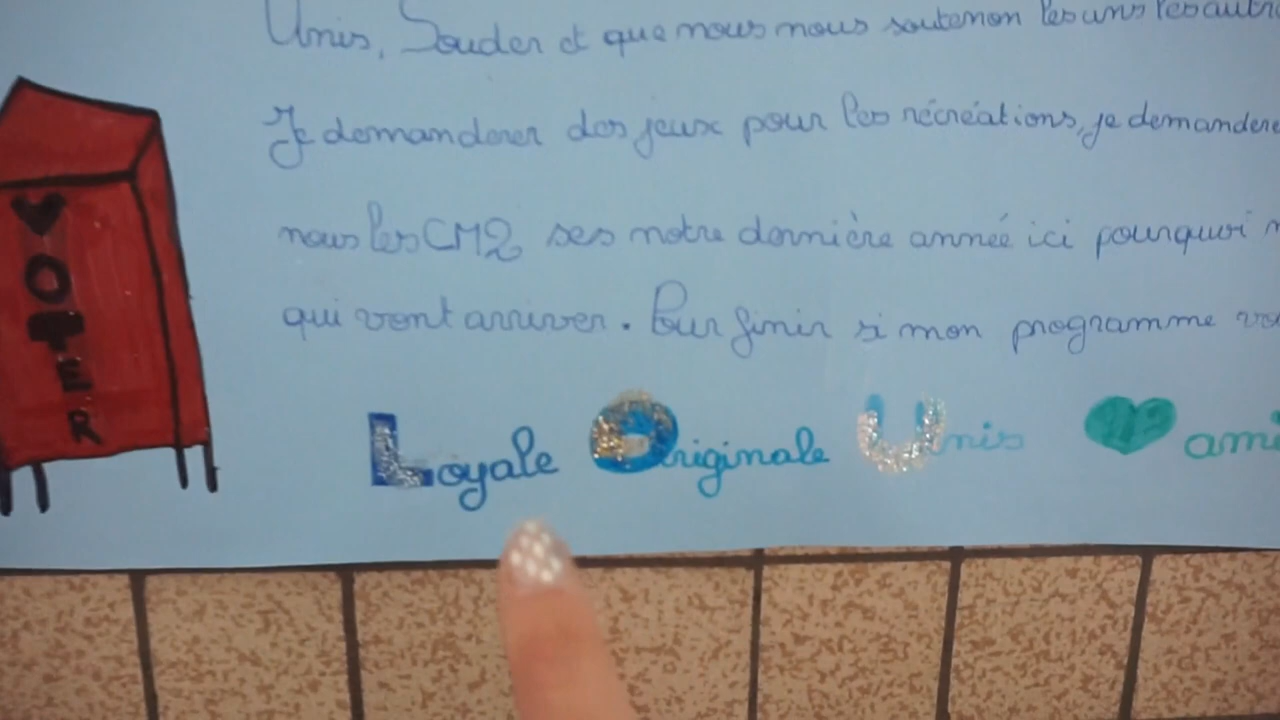 Unis, Souder et que nous nous soutenon les uns les autr
Je demanderer des jeux pour les récréations, je demandere
nous les CM2 ses notre dernière année ici pourquoi
qui vont arriver. Pour finir si mon programme
Loyale Originale Unis ami
VOTER